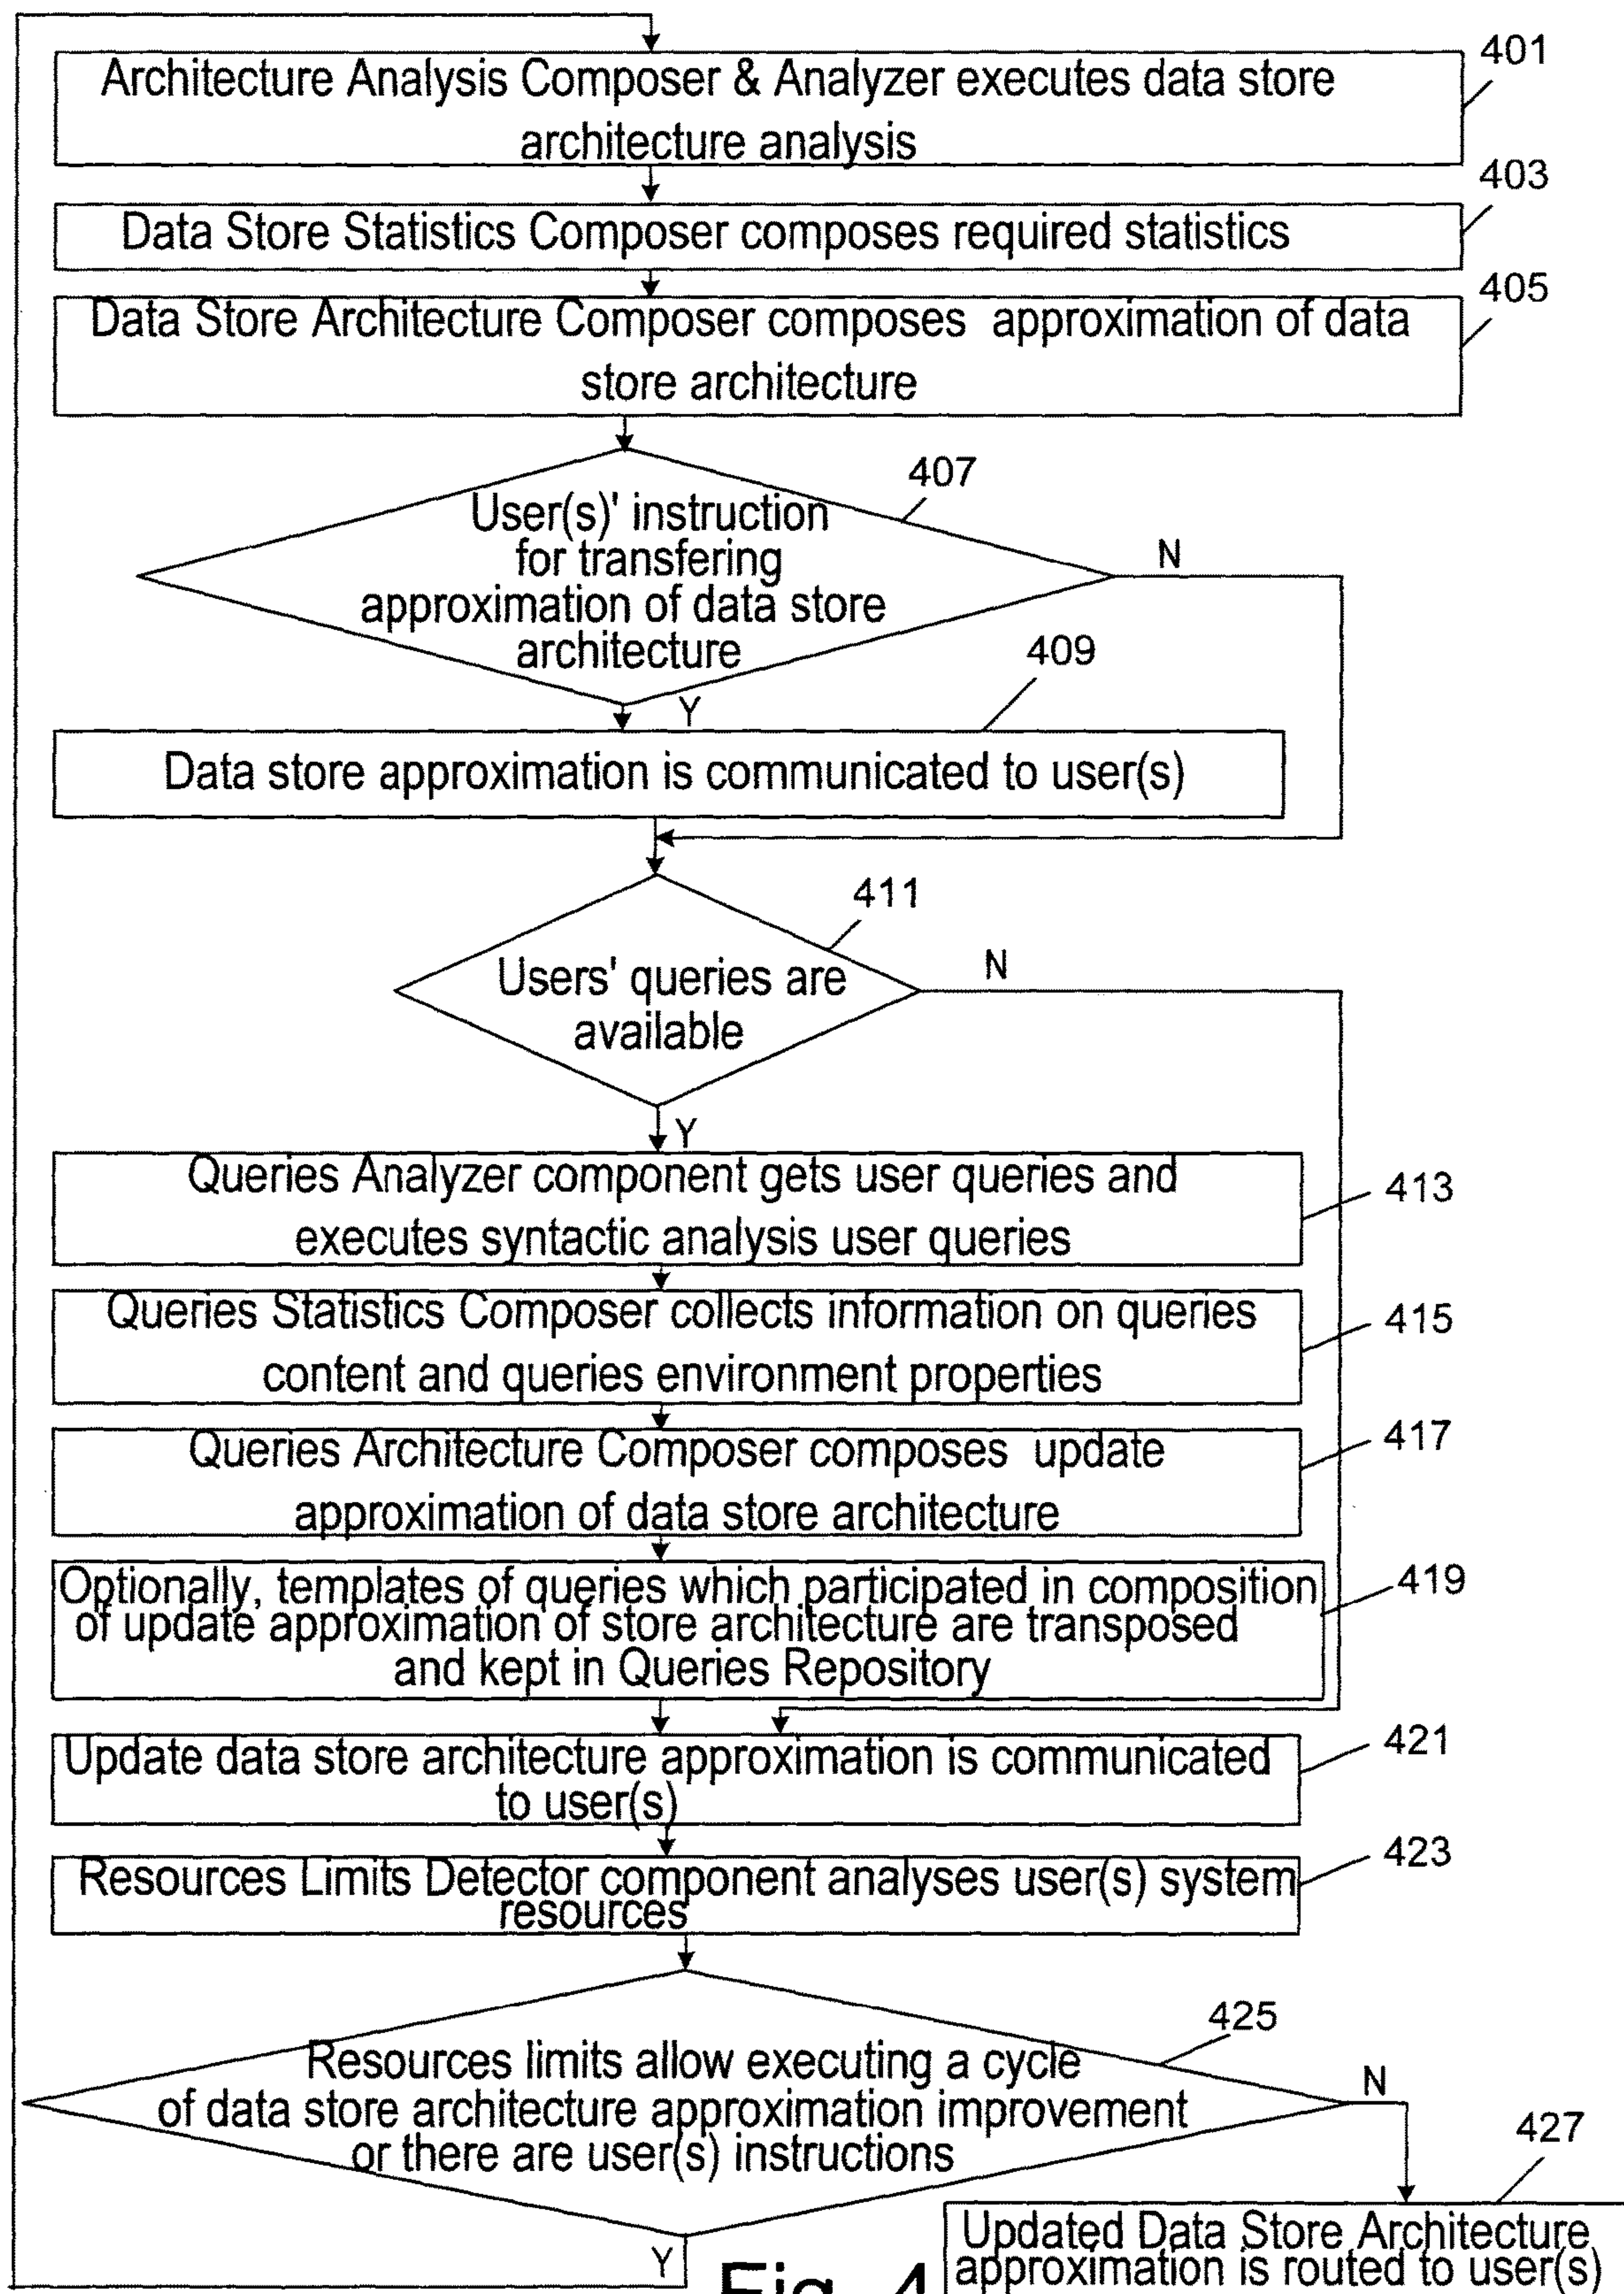 401
Architecture Analysis Composer & Analyzer executes data store
architecture analysis
403
Data Store Statistics Composer composes required statistics
405
Data Store Architecture Composer composes approximation of data
store architecture
407
User(s)' instruction
for transfering
approximation of data store
architecture
N
409
Y
Data store approximation is communicated to user(s)
411
Users' queries are
available
N
Y
Queries Analyzer component gets user queries and
executes syntactic analysis user queries
413
Queries Statistics Composer collects information on queries
content and queries environment properties
415
Queries Architecture Composer composes update
approximation of data store architecture
417
Optionally, templates of queries which participated in composition
of update approximation of store architecture are transposed
and kept in Queries Repository
419
Update data store architecture approximation is communicated
to user(s)
421
Resources Limits Detector component analyses user(s) system
resources
423
425
Resources limits allow executing a cycle
of data store architecture approximation improvement
or there are user(s) instructions
N
427
Y
Updated Data Store Architecture
approximation is routed to user(s)
Fig. 4